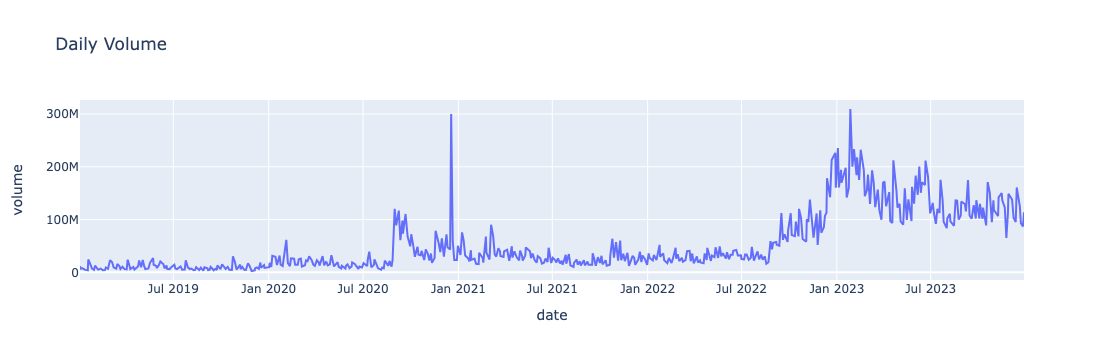 Daily Volume
300M
200M
100M
0
volume
Jul 2019
Jan 2020
Jul 2020
Jan 2021
Jul 2021
Jan 2022
Jul 2022
Jan 2023
Jul 2023
date